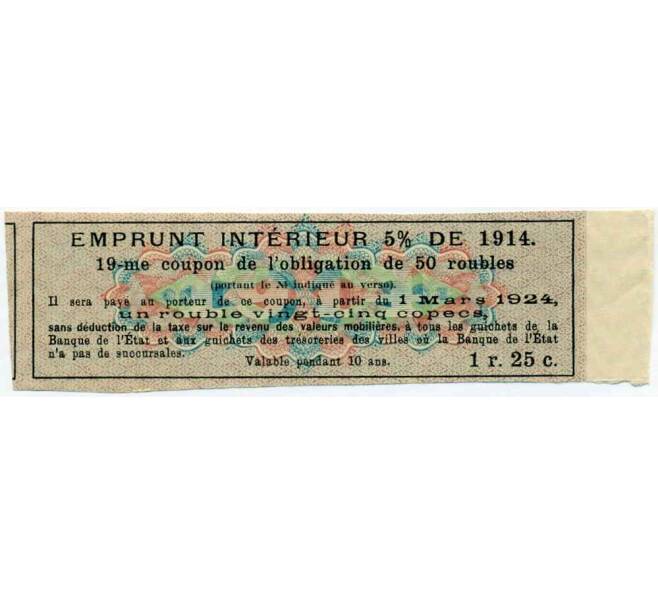 EMPRUNT INTÉRIEUR 5% DE 1914.
19-me coupon de l'obligation de 50 roubles
(portant le № indiqué au verso).
Il sera payé au porteur de ce coupon, à partir du 1 Mars 1924,
un rouble vingt-cinq copecs,
sans déduction de la taxe sur le revenu des valeurs mobilières, à tous les guichets de la
Banque de l'État et aux guichets des trésoreries des villes où la Banque de l'État
n'a pas de succursales.
Valable pendant 10 ans.
1 r. 25 c.